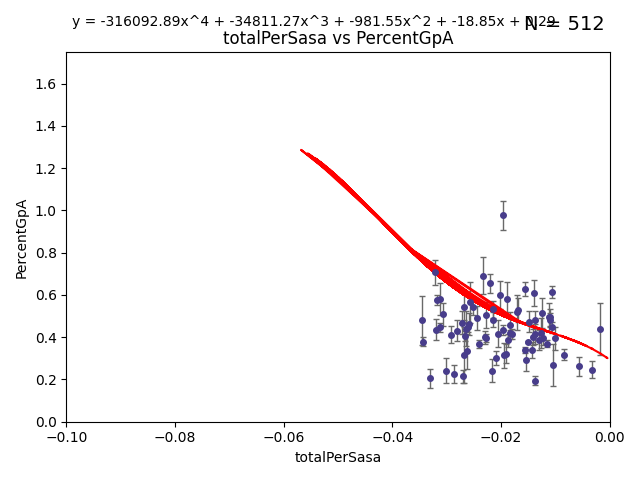 y = -316092.89x^4 + -34811.27x^3 + -981.55x^2 + -18.85x + 0.29
N = 512
totalPerSasa vs PercentGpA
PercentGpA
1.6
1.4
1.2
1.0
0.8
0.6
0.4
0.2
0.0
−0.10 −0.08 −0.06 −0.04 −0.02 0.00
totalPerSasa